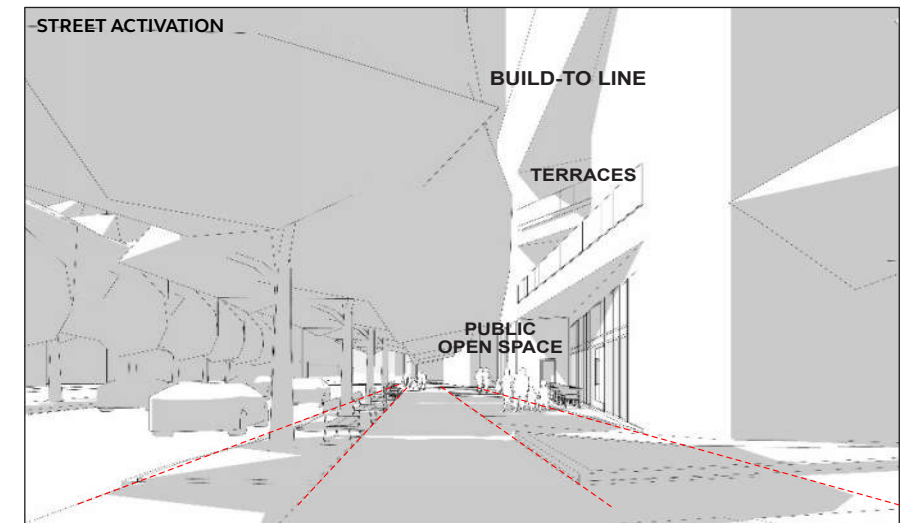 STREET ACTIVATION
BUILD-TO LINE
TERRACES
PUBLIC
OPEN SPACE